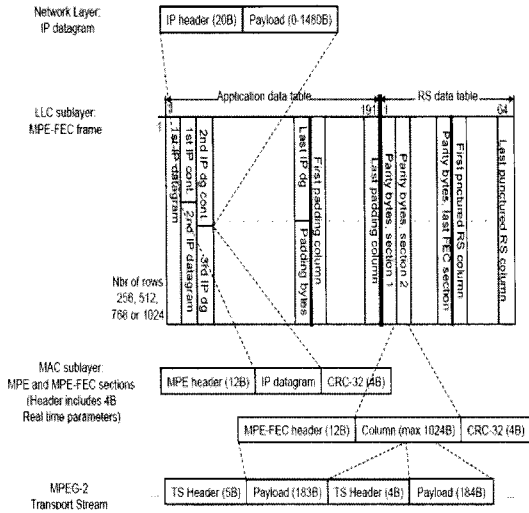 Network Layer:
IP datagram
IP header (20B)
Payload (0-1480B)
Application data table
RS data table
LLC sublayer:
MPE-FEC frame
1
191
1
64
1st IP datagram
1st IP cont.
2nd IP datagram
2nd IP dg cont.
3rd IP dg
Last IP dg
Padding bytes
First padding column
Last padding column
Parity bytes, section 1
Parity bytes, section 2
Parity bytes, last FEC section
First pnctured RS column
Last punctured RS column
Nbr of rows
256, 512,
768 or 1024
MAC sublayer:
MPE and MPE-FEC sections
(Header includes 4B
Real time parameters)
MPE header (12B)
IP datagram
CRC-32 (4B)
MPE-FEC header (12B)
Column (max 1024B)
CRC-32 (4B)
MPEG-2
Transport Stream
...
TS Header (5B)
Payload (183B)
TS Header (4B)
Payload (184B)
...